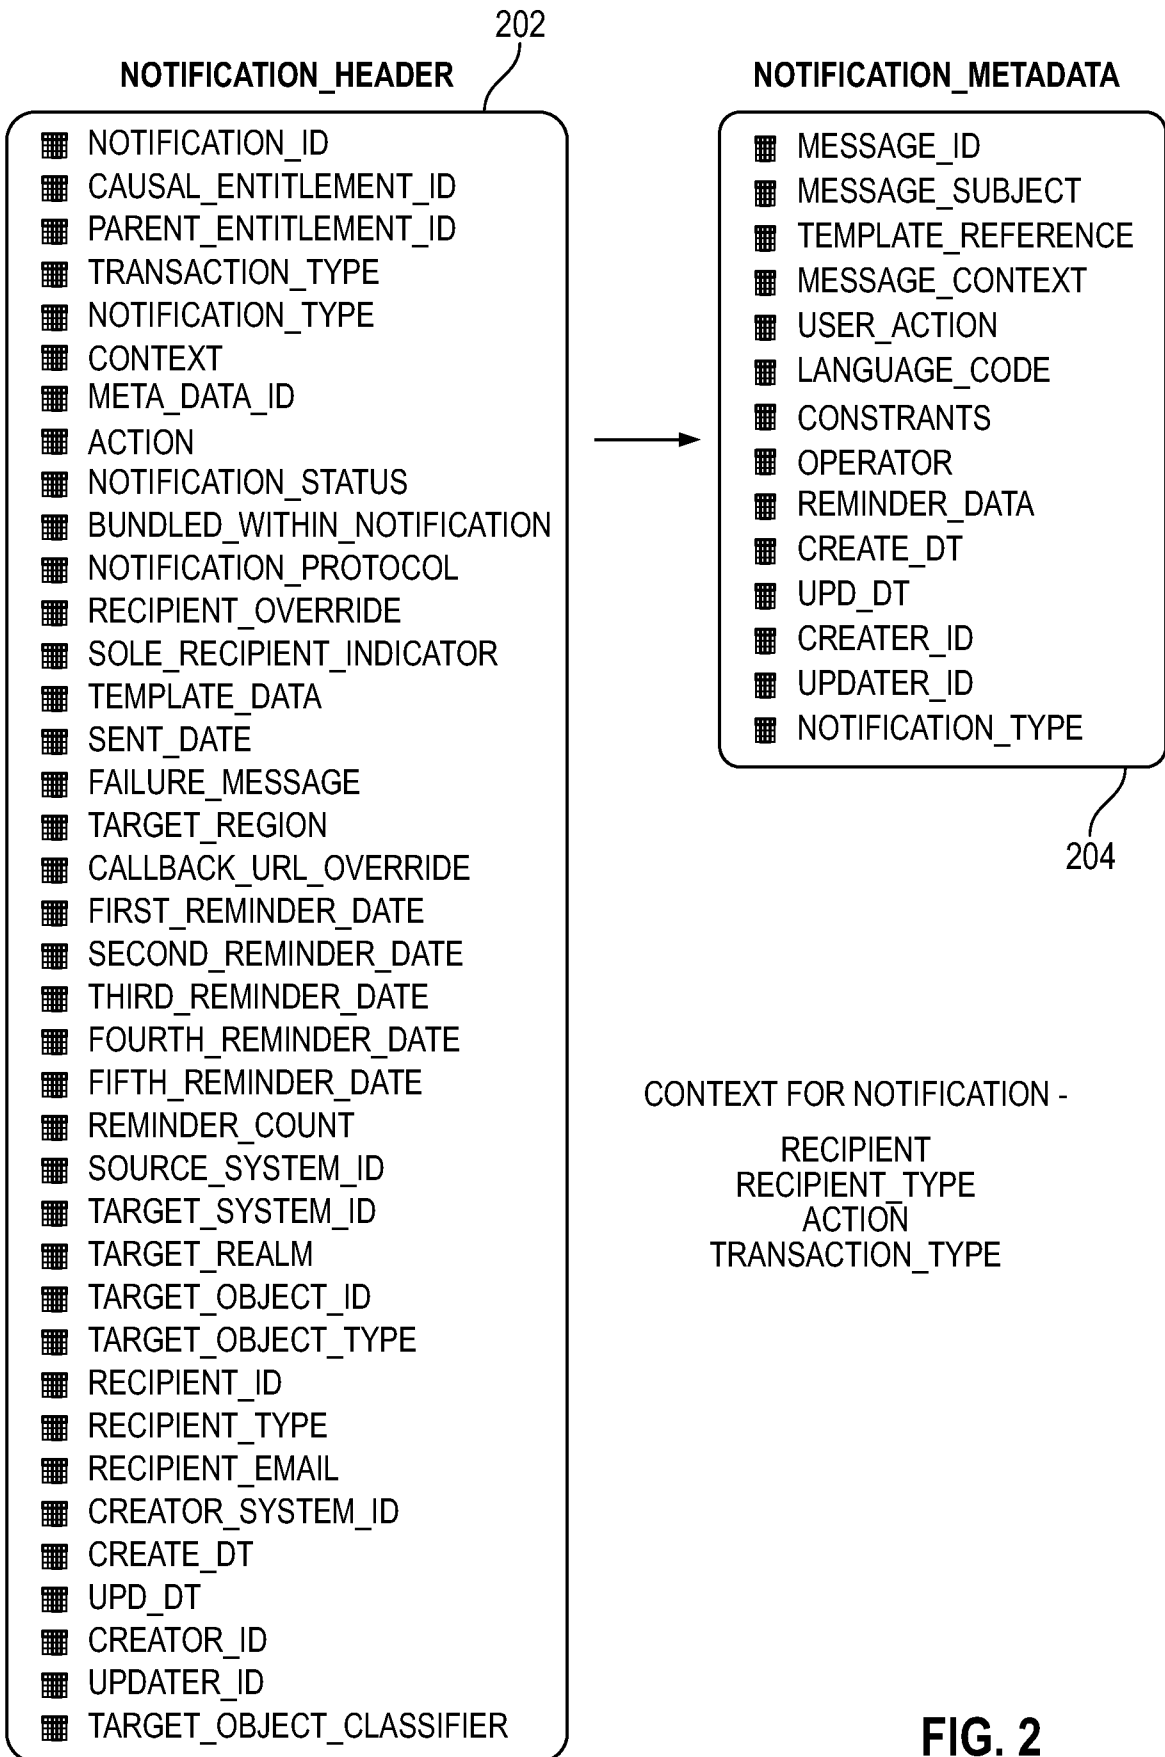 202
NOTIFICATION_HEADER
NOTIFICATION_ID
CAUSAL_ENTITLEMENT_ID
PARENT_ENTITLEMENT_ID
TRANSACTION_TYPE
NOTIFICATION_TYPE
CONTEXT
META_DATA_ID
ACTION
NOTIFICATION_STATUS
BUNDLED_WITHIN_NOTIFICATION
NOTIFICATION_PROTOCOL
RECIPIENT_OVERRIDE
SOLE_RECIPIENT_INDICATOR
TEMPLATE_DATA
SENT_DATE
FAILURE_MESSAGE
TARGET_REGION
CALLBACK_URL_OVERRIDE
FIRST_REMINDER_DATE
SECOND_REMINDER_DATE
THIRD_REMINDER_DATE
FOURTH_REMINDER_DATE
FIFTH_REMINDER_DATE
REMINDER_COUNT
SOURCE_SYSTEM_ID
TARGET_SYSTEM_ID
TARGET_REALM
TARGET_OBJECT_ID
TARGET_OBJECT_TYPE
RECIPIENT_ID
RECIPIENT_TYPE
RECIPIENT_EMAIL
CREATOR_SYSTEM_ID
CREATE_DT
UPD_DT
CREATOR_ID
UPDATER_ID
TARGET_OBJECT_CLASSIFIER
NOTIFICATION_METADATA
MESSAGE_ID
MESSAGE_SUBJECT
TEMPLATE_REFERENCE
MESSAGE_CONTEXT
USER_ACTION
LANGUAGE_CODE
CONSTRANTS
OPERATOR
REMINDER_DATA
CREATE_DT
UPD_DT
CREATER_ID
UPDATER_ID
NOTIFICATION_TYPE
204
CONTEXT FOR NOTIFICATION -
RECIPIENT
RECIPIENT_TYPE
ACTION
TRANSACTION_TYPE
FIG. 2